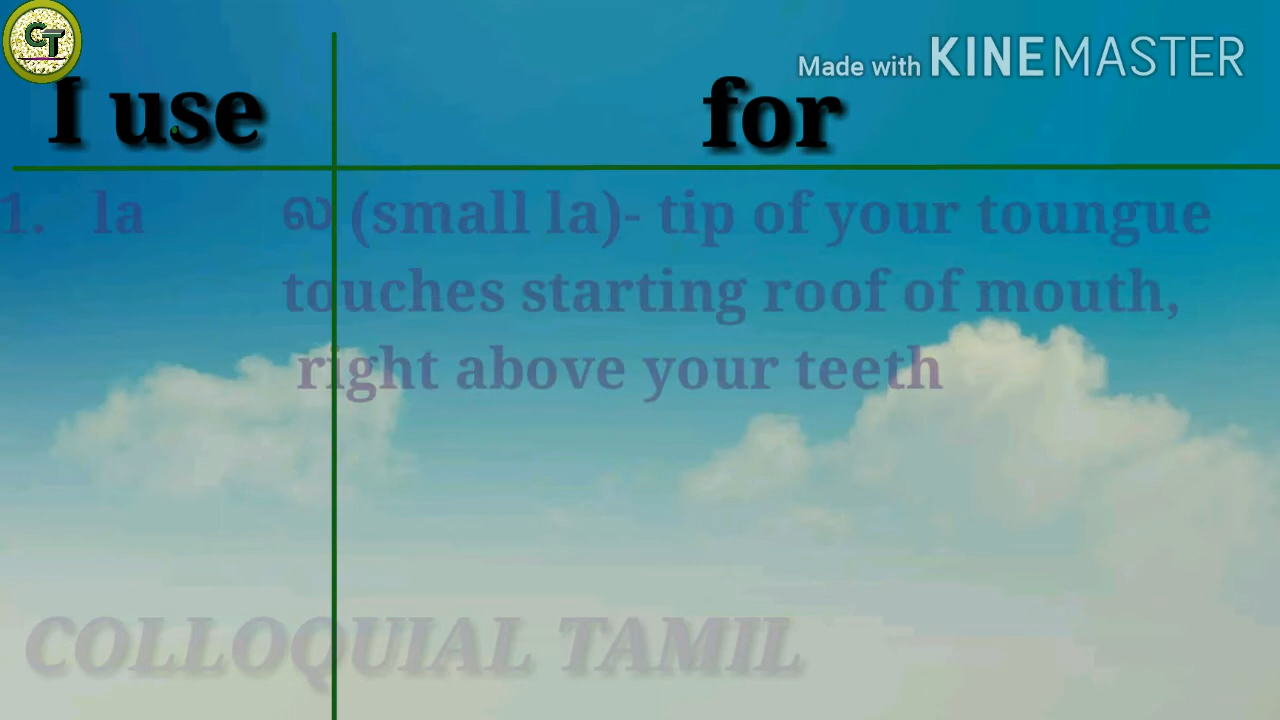 CT
Made with KINEMASTER
I use for
1. la ல (small la)- tip of your toungue
touches starting roof of mouth,
right above your teeth
COLLOQUIAL TAMIL